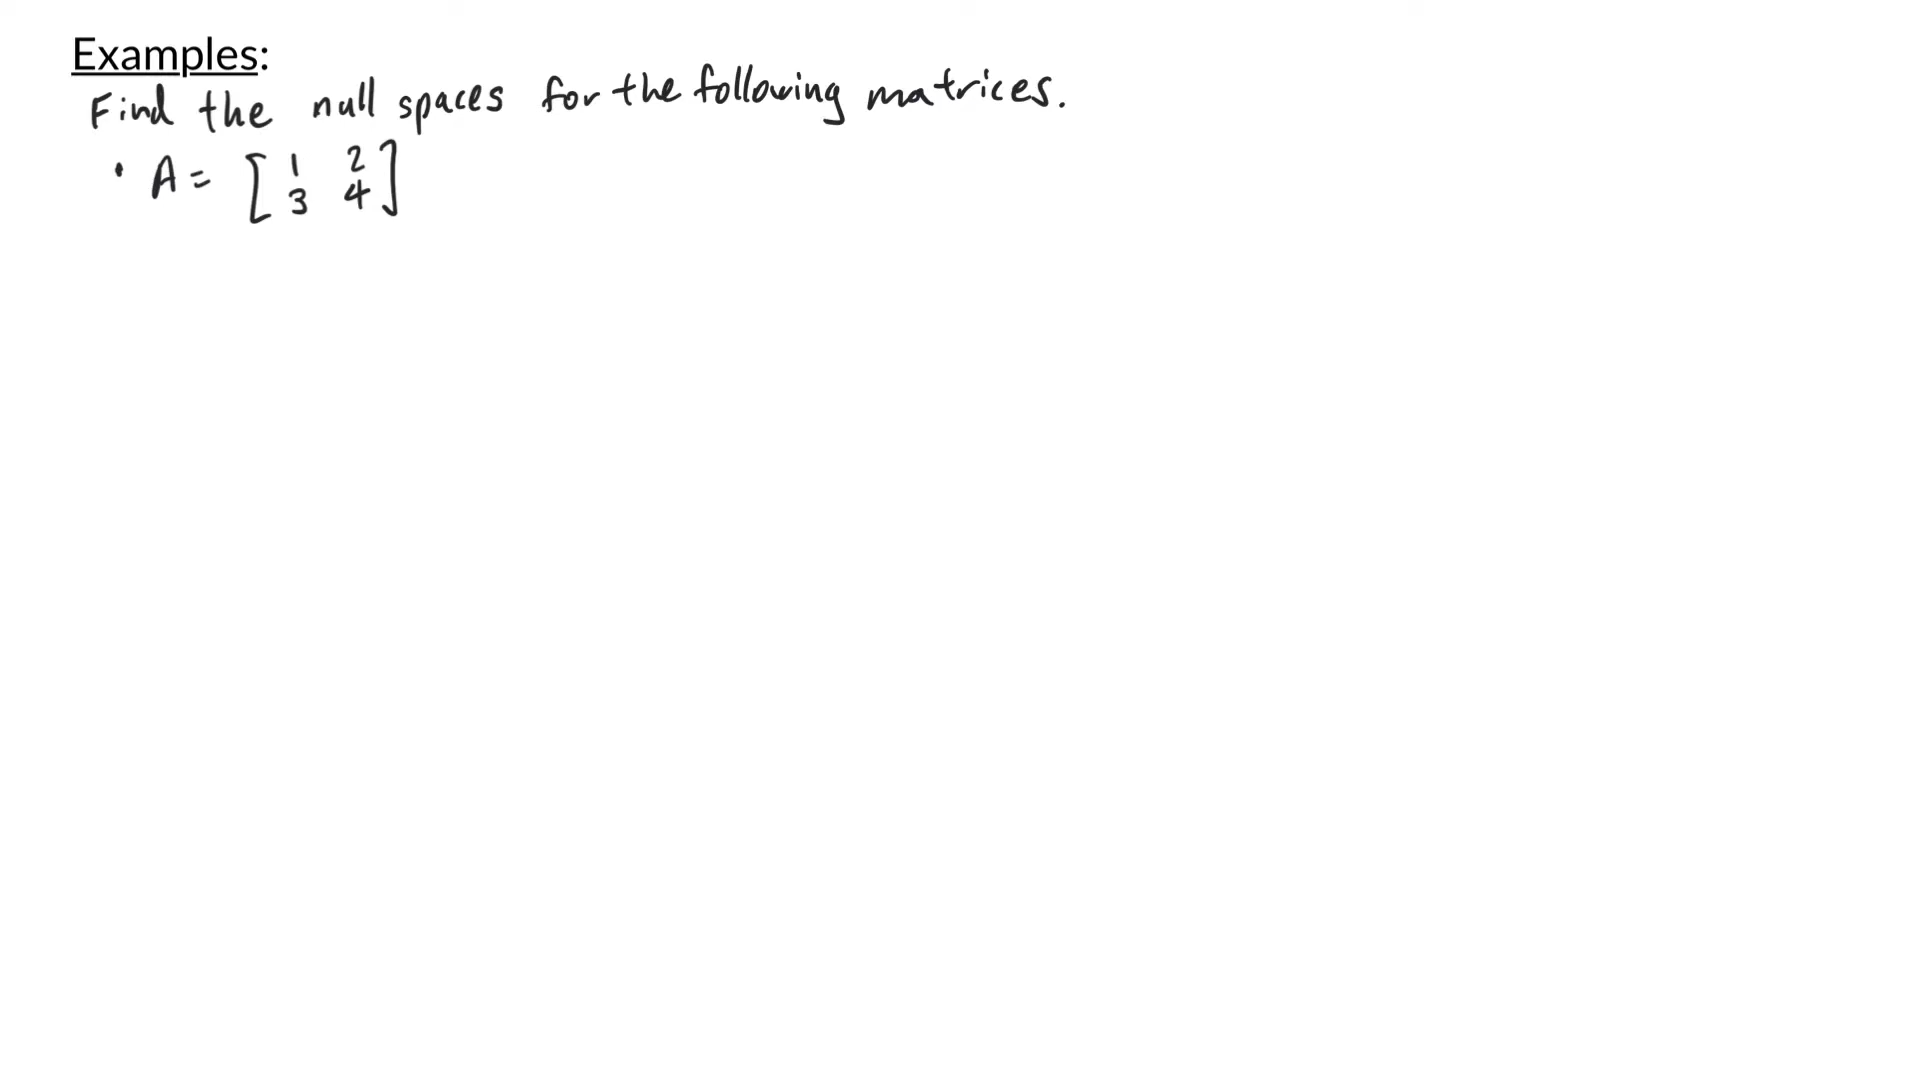 Examples:
Find the null spaces for the following matrices.
• A = [ 1 2
3 4 ]